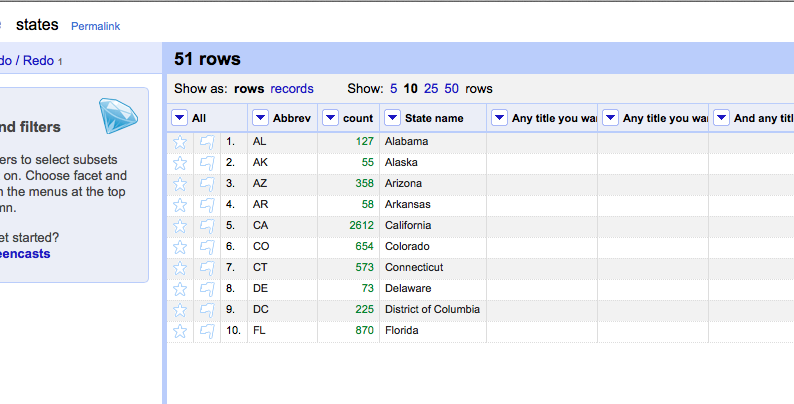 states Permalink
do / Redo 1
51 rows
Show as: rows records Show: 5 10 25 50 rows
nd filters
ers to select subsets
on. Choose facet and
n the menus at the top
mn.
et started?
eencasts
All Abbrev count State name Any title you wan Any title you wan And any titl
1. AL 127 Alabama
2. AK 55 Alaska
3. AZ 358 Arizona
4. AR 58 Arkansas
5. CA 2612 California
6. CO 654 Colorado
7. CT 573 Connecticut
8. DE 73 Delaware
9. DC 225 District of Columbia
10. FL 870 Florida